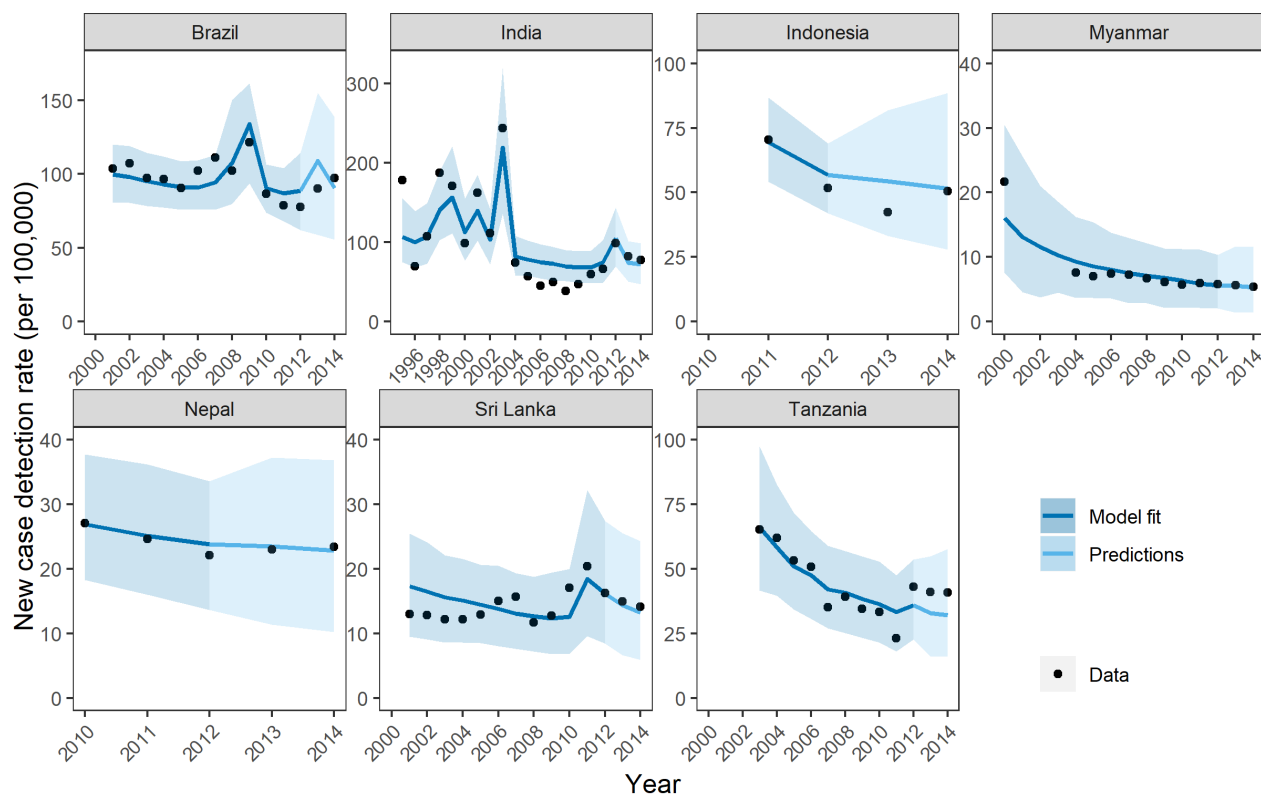 Brazil
India
Indonesia
Myanmar
150
100
50
0
300
200
100
0
100
75
50
25
0
40
30
20
10
0
2000 2002 2004 2006 2008 2010 2012 2014
1996 1998 2000 2002 2004 2006 2008 2010 2012 2014
2010 2011 2012 2013 2014
2000 2002 2004 2006 2008 2010 2012 2014
New case detection rate (per 100,000)
Nepal
Sri Lanka
Tanzania
40
30
20
10
0
40
30
20
10
0
100
75
50
25
0
2010 2011 2012 2013 2014
2000 2002 2004 2006 2008 2010 2012 2014
2000 2002 2004 2006 2008 2010 2012 2014
Year
Model fit
Predictions
Data